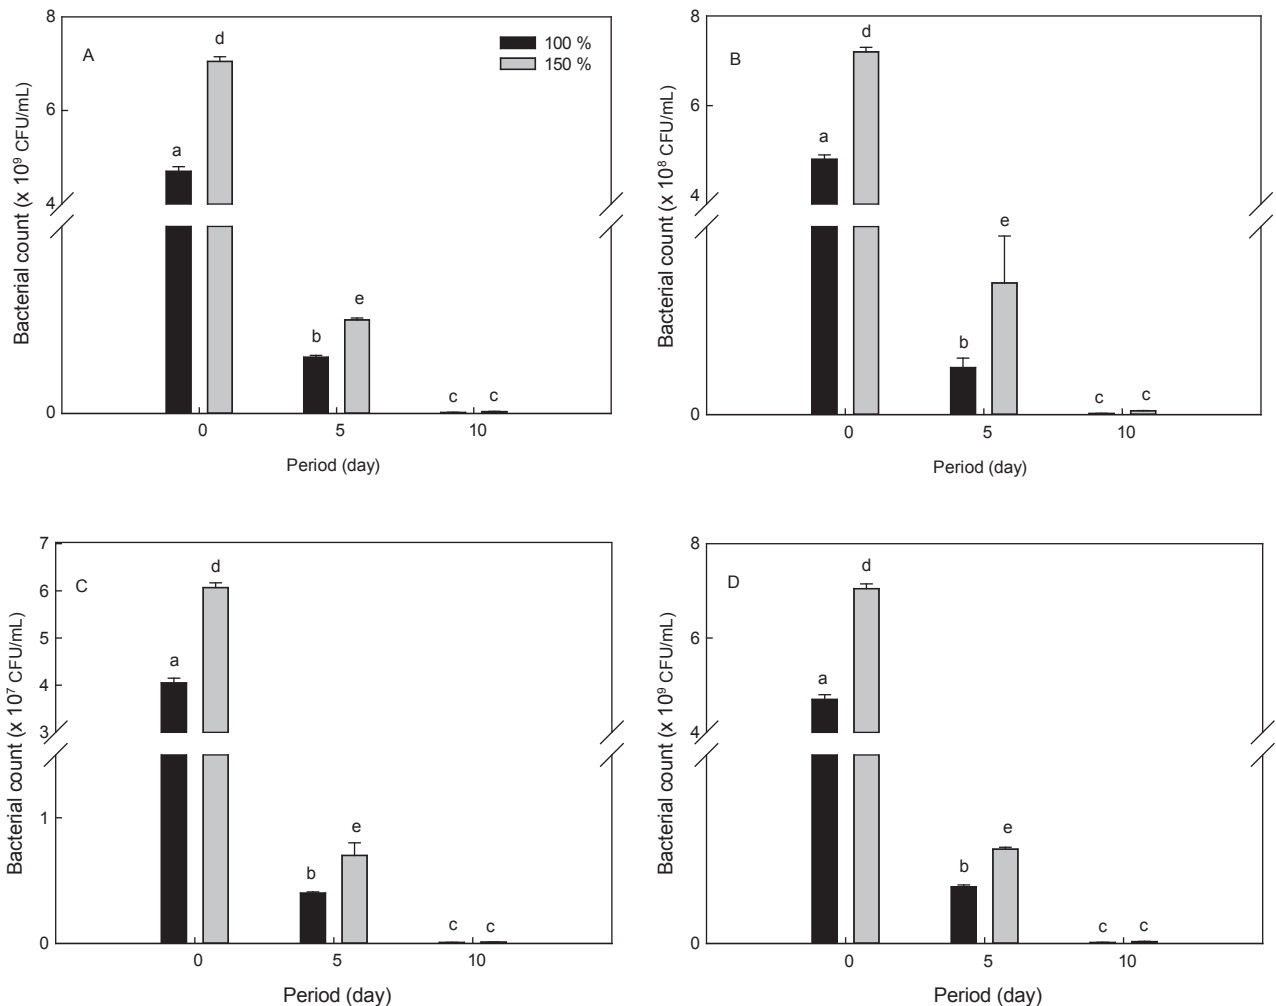 8
A
d
100 %
150 %
6
a
4
Bacterial count (x 10⁹ CFU/mL)
e
b
c c
0
0 5 10
Period (day)
8
B
d
6
a
4
Bacterial count (x 10⁸ CFU/mL)
e
b
c c
0
0 5 10
Period (day)
7
C
d
6
5
a
4
3
Bacterial count (x 10⁷ CFU/mL)
1
e
b
c c
0
0 5 10
Period (day)
8
D
d
6
a
4
Bacterial count (x 10⁹ CFU/mL)
e
b
c c
0
0 5 10
Period (day)